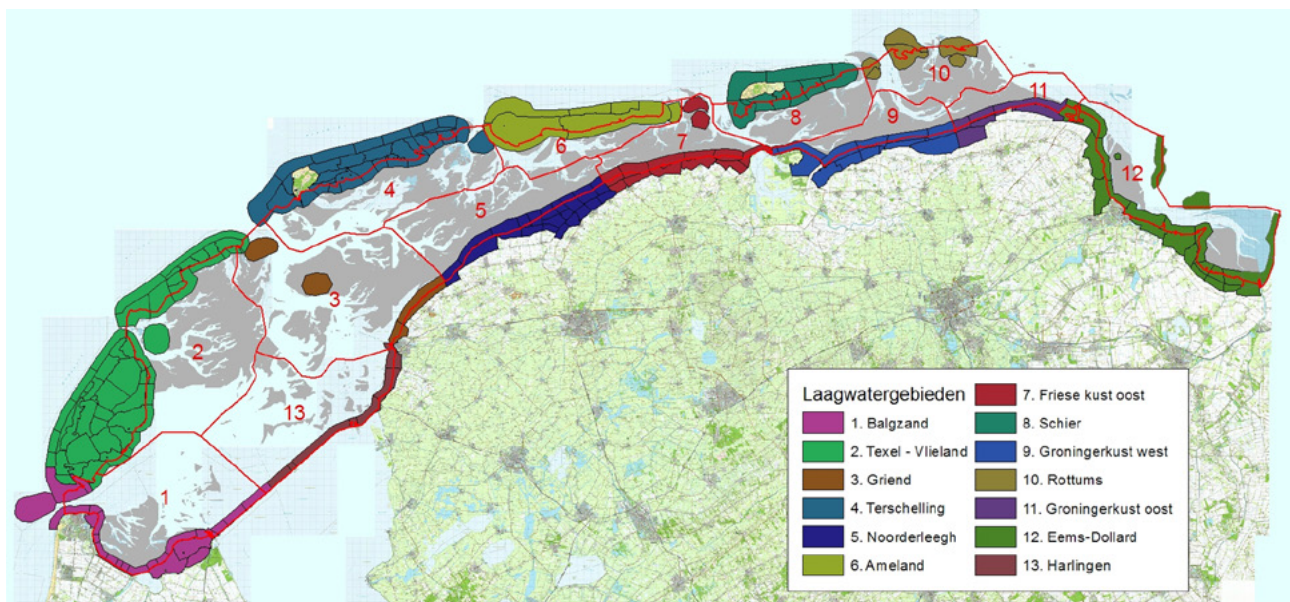 10
11
8
9
7
6
4
5
12
3
2
13
1
Laagwatergebieden
1. Balgzand
2. Texel - Vlieland
3. Griend
4. Terschelling
5. Noorderleegh
6. Ameland
7. Friese kust oost
8. Schier
9. Groningerkust west
10. Rottums
11. Groningerkust oost
12. Eems-Dollard
13. Harlingen